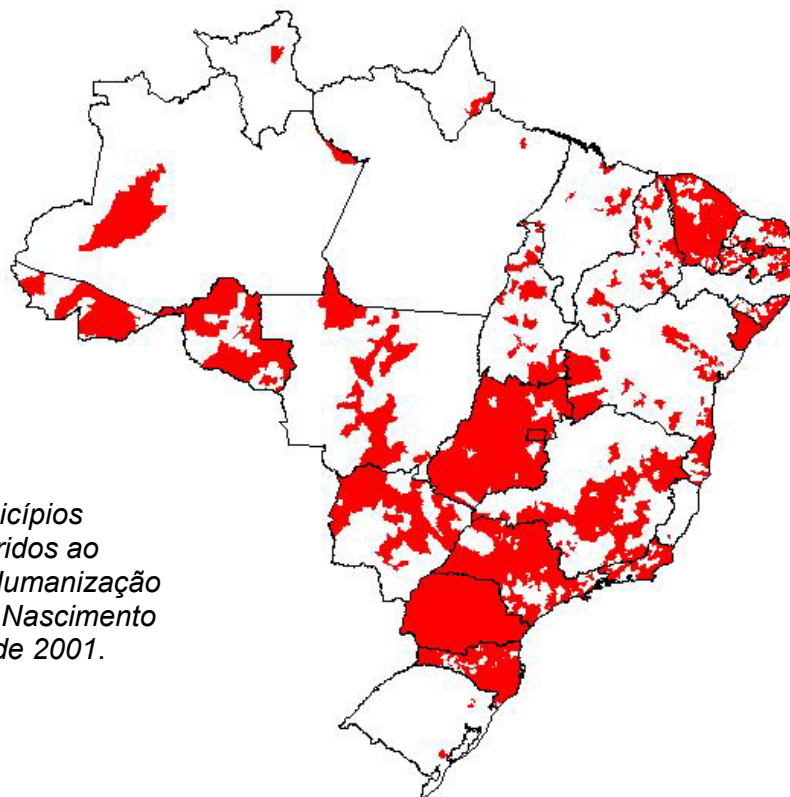 icípios
ridos ao
Humanização
Nascimento
de 2001.